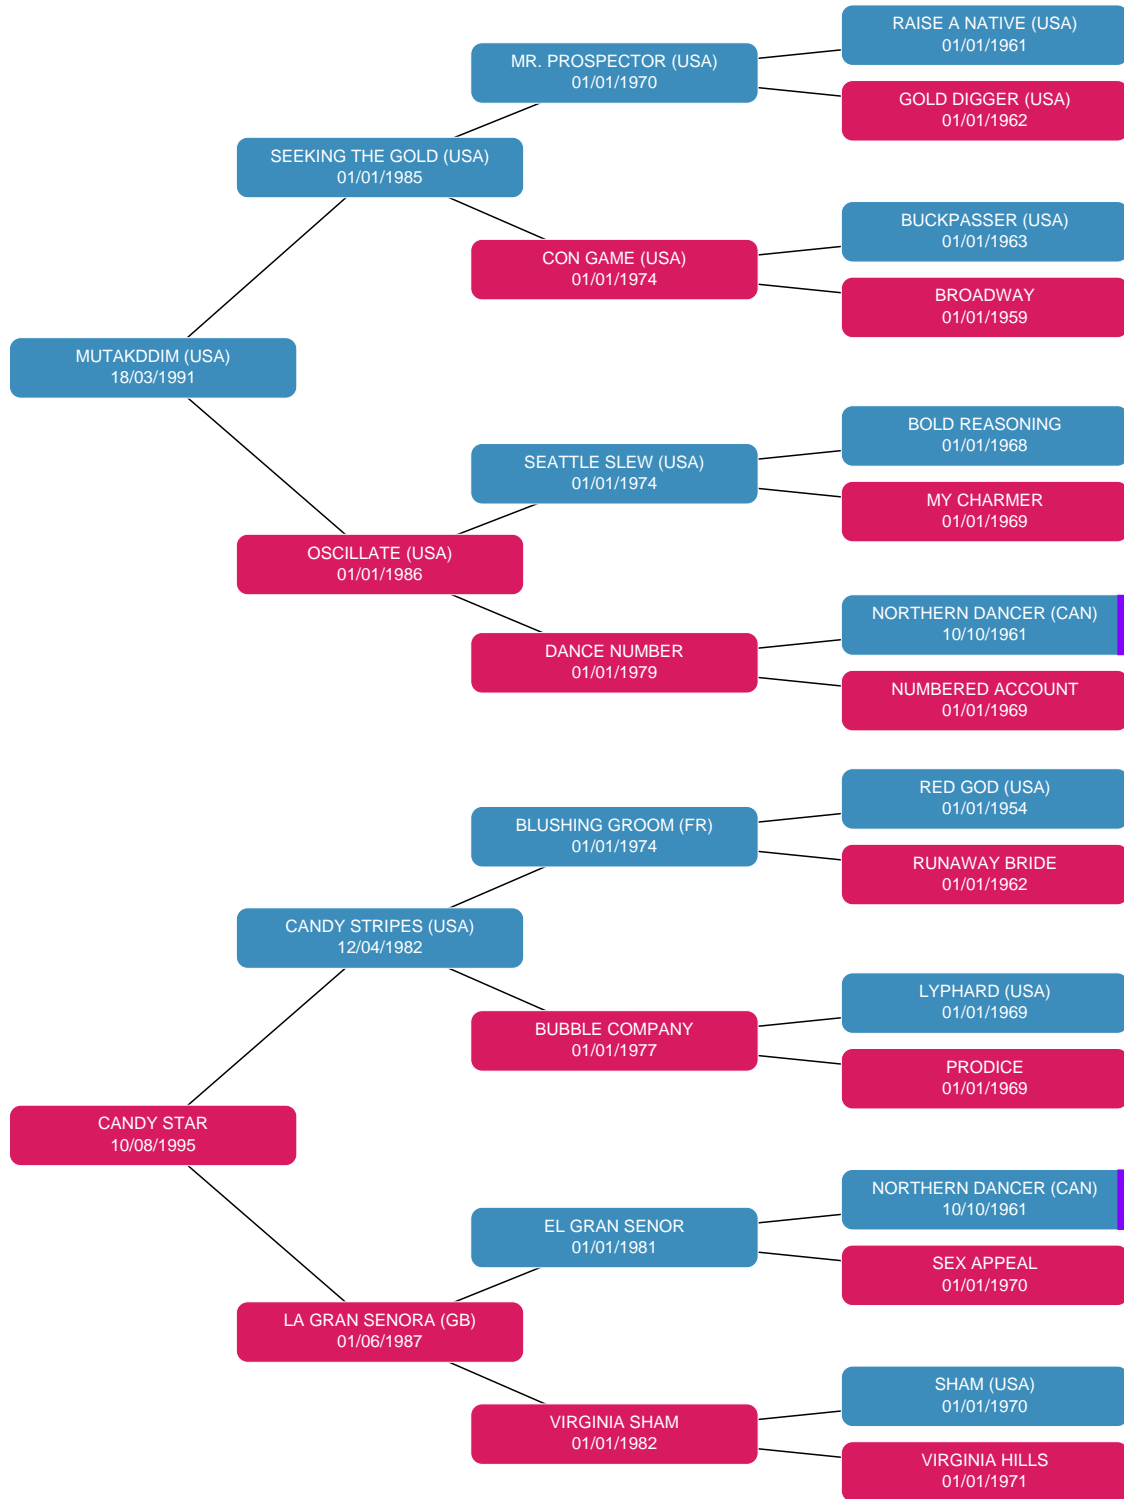 RAISE A NATIVE (USA)
01/01/1961
MR. PROSPECTOR (USA)
01/01/1970
GOLD DIGGER (USA)
01/01/1962
SEEKING THE GOLD (USA)
01/01/1985
BUCKPASSER (USA)
01/01/1963
CON GAME (USA)
01/01/1974
BROADWAY
01/01/1959
MUTAKDDIM (USA)
18/03/1991
BOLD REASONING
01/01/1968
SEATTLE SLEW (USA)
01/01/1974
MY CHARMER
01/01/1969
OSCILLATE (USA)
01/01/1986
NORTHERN DANCER (CAN)
10/10/1961
DANCE NUMBER
01/01/1979
NUMBERED ACCOUNT
01/01/1969
RED GOD (USA)
01/01/1954
BLUSHING GROOM (FR)
01/01/1974
RUNAWAY BRIDE
01/01/1962
CANDY STRIPES (USA)
12/04/1982
LYPHARD (USA)
01/01/1969
BUBBLE COMPANY
01/01/1977
PRODICE
01/01/1969
CANDY STAR
10/08/1995
NORTHERN DANCER (CAN)
10/10/1961
EL GRAN SENOR
01/01/1981
SEX APPEAL
01/01/1970
LA GRAN SENORA (GB)
01/06/1987
SHAM (USA)
01/01/1970
VIRGINIA SHAM
01/01/1982
VIRGINIA HILLS
01/01/1971